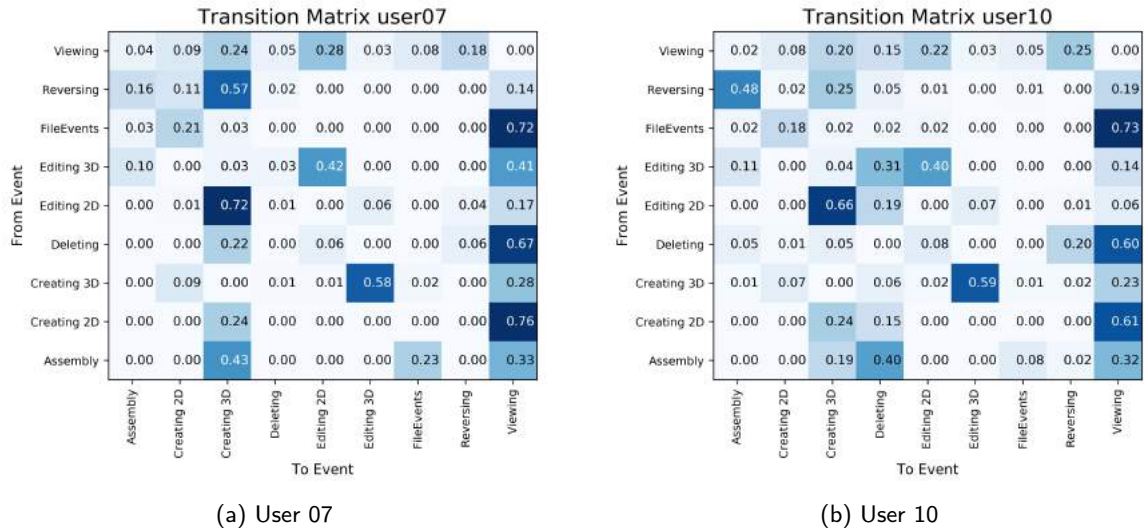 Transition Matrix user07
From Event
Viewing 0.04 0.09 0.24 0.05 0.28 0.03 0.08 0.18 0.00
Reversing 0.16 0.11 0.57 0.02 0.00 0.00 0.00 0.00 0.14
FileEvents 0.03 0.21 0.03 0.00 0.00 0.00 0.00 0.00 0.72
Editing 3D 0.10 0.00 0.03 0.03 0.42 0.00 0.00 0.00 0.41
Editing 2D 0.00 0.01 0.72 0.01 0.00 0.06 0.00 0.04 0.17
Deleting 0.00 0.00 0.22 0.00 0.06 0.00 0.00 0.06 0.67
Creating 3D 0.00 0.09 0.00 0.01 0.01 0.58 0.02 0.00 0.28
Creating 2D 0.00 0.00 0.24 0.00 0.00 0.00 0.00 0.00 0.76
Assembly 0.00 0.00 0.43 0.00 0.00 0.00 0.23 0.00 0.33
Assembly Creating 2D Creating 3D Deleting Editing 2D Editing 3D FileEvents Reversing Viewing
To Event
(a) User 07
Transition Matrix user10
From Event
Viewing 0.02 0.08 0.20 0.15 0.22 0.03 0.05 0.25 0.00
Reversing 0.48 0.02 0.25 0.05 0.01 0.00 0.01 0.00 0.19
FileEvents 0.02 0.18 0.02 0.02 0.02 0.00 0.00 0.00 0.73
Editing 3D 0.11 0.00 0.04 0.31 0.40 0.00 0.00 0.00 0.14
Editing 2D 0.00 0.00 0.66 0.19 0.00 0.07 0.00 0.01 0.06
Deleting 0.05 0.01 0.05 0.00 0.08 0.00 0.00 0.20 0.60
Creating 3D 0.01 0.07 0.00 0.06 0.02 0.59 0.01 0.02 0.23
Creating 2D 0.00 0.00 0.24 0.15 0.00 0.00 0.00 0.00 0.61
Assembly 0.00 0.00 0.19 0.40 0.00 0.00 0.08 0.02 0.32
Assembly Creating 2D Creating 3D Deleting Editing 2D Editing 3D FileEvents Reversing Viewing
To Event
(b) User 10